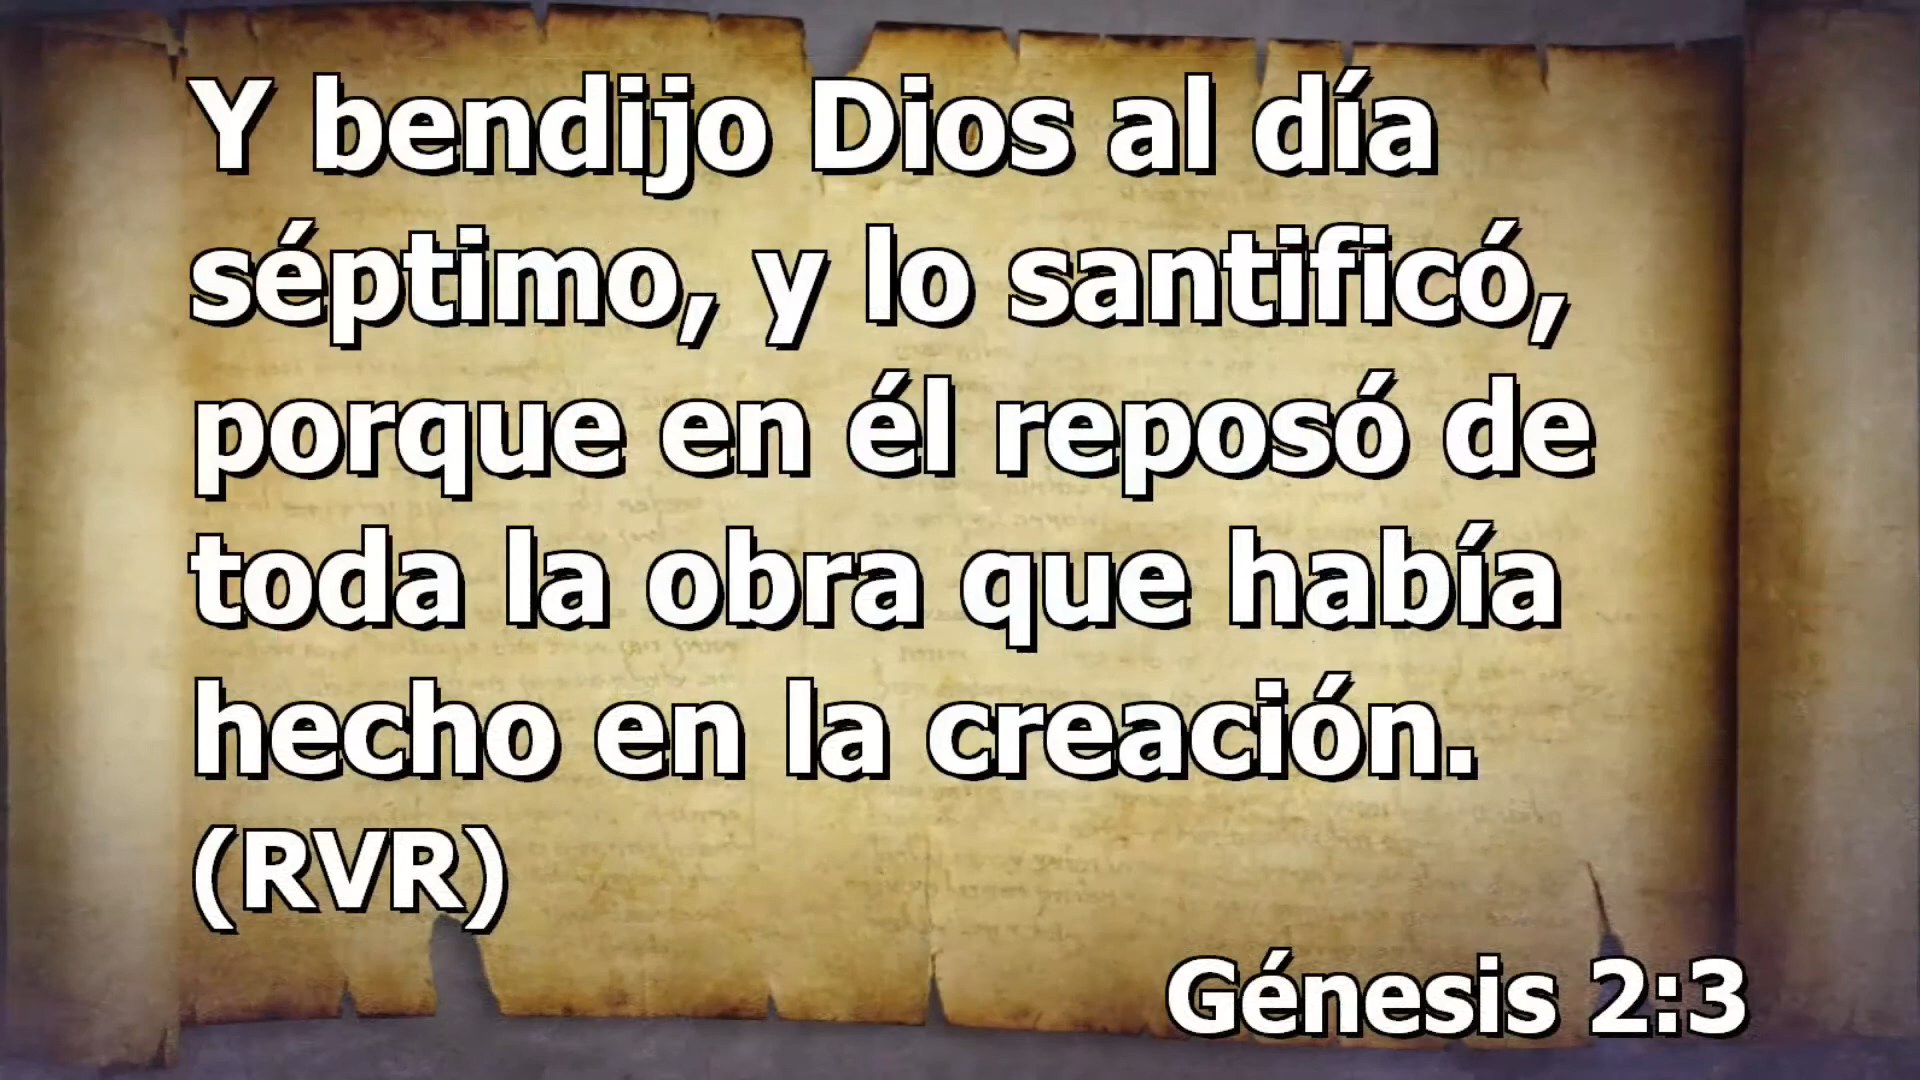 Y bendijo Dios al día
séptimo, y lo santificó,
porque en él reposó de
toda la obra que había
hecho en la creación.
(RVR)
Génesis 2:3